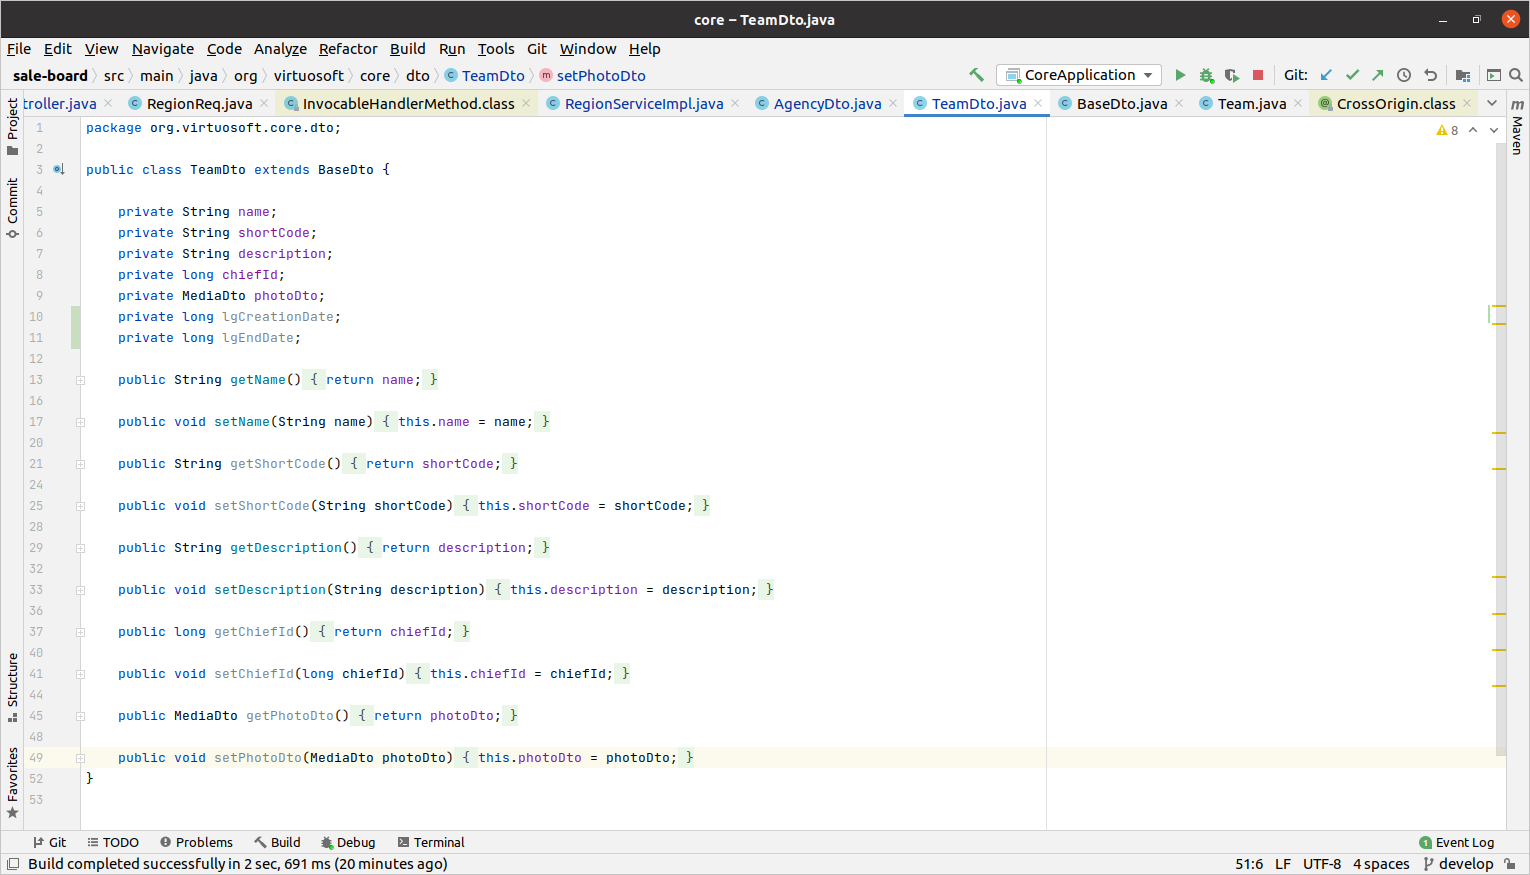 core – TeamDto.java
File Edit View Navigate Code Analyze Refactor Build Run Tools Git Window Help
sale-board src main java org virtuosoft core dto TeamDto setPhotoDto CoreApplication Git:
troller.java RegionReq.java InvocableHandlerMethod.class RegionServiceImpl.java AgencyDto.java TeamDto.java BaseDto.java Team.java CrossOrigin.class
Project
Commit
Structure
Favorites
Maven
8
1 package org.virtuosoft.core.dto;
2
3 public class TeamDto extends BaseDto {
4
5 private String name;
6 private String shortCode;
7 private String description;
8 private long chiefId;
9 private MediaDto photoDto;
10 private long lgCreationDate;
11 private long lgEndDate;
12
13 public String getName() { return name; }
16
17 public void setName(String name) { this.name = name; }
20
21 public String getShortCode() { return shortCode; }
24
25 public void setShortCode(String shortCode) { this.shortCode = shortCode; }
28
29 public String getDescription() { return description; }
32
33 public void setDescription(String description) { this.description = description; }
36
37 public long getChiefId() { return chiefId; }
40
41 public void setChiefId(long chiefId) { this.chiefId = chiefId; }
44
45 public MediaDto getPhotoDto() { return photoDto; }
48
49 public void setPhotoDto(MediaDto photoDto) { this.photoDto = photoDto; }
52 }
53
Git TODO Problems Build Debug Terminal 1 Event Log
Build completed successfully in 2 sec, 691 ms (20 minutes ago) 51:6 LF UTF-8 4 spaces develop